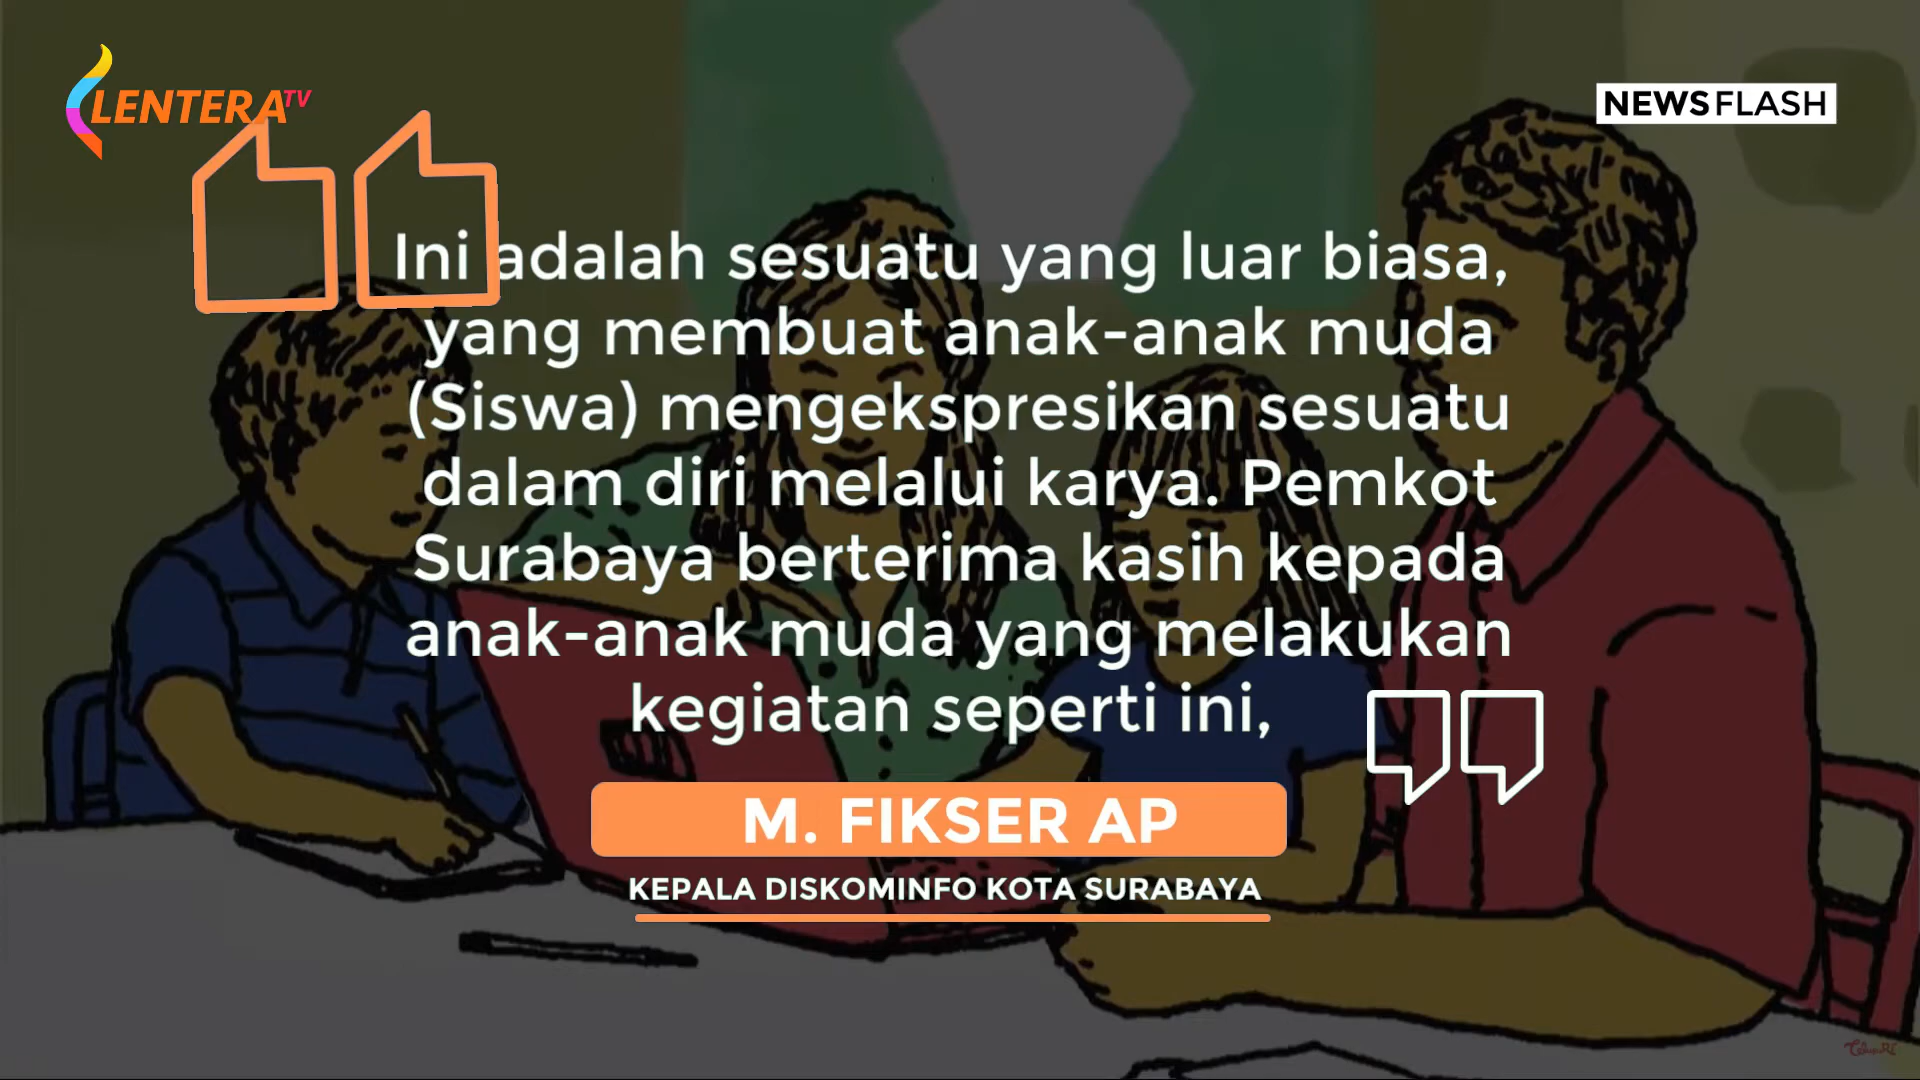 LENTERA TV
NEWS FLASH
Ini adalah sesuatu yang luar biasa,
yang membuat anak-anak muda
(Siswa) mengekspresikan sesuatu
dalam diri melalui karya. Pemkot
Surabaya berterima kasih kepada
anak-anak muda yang melakukan
kegiatan seperti ini,
M. FIKSER AP
KEPALA DISKOMINFO KOTA SURABAYA